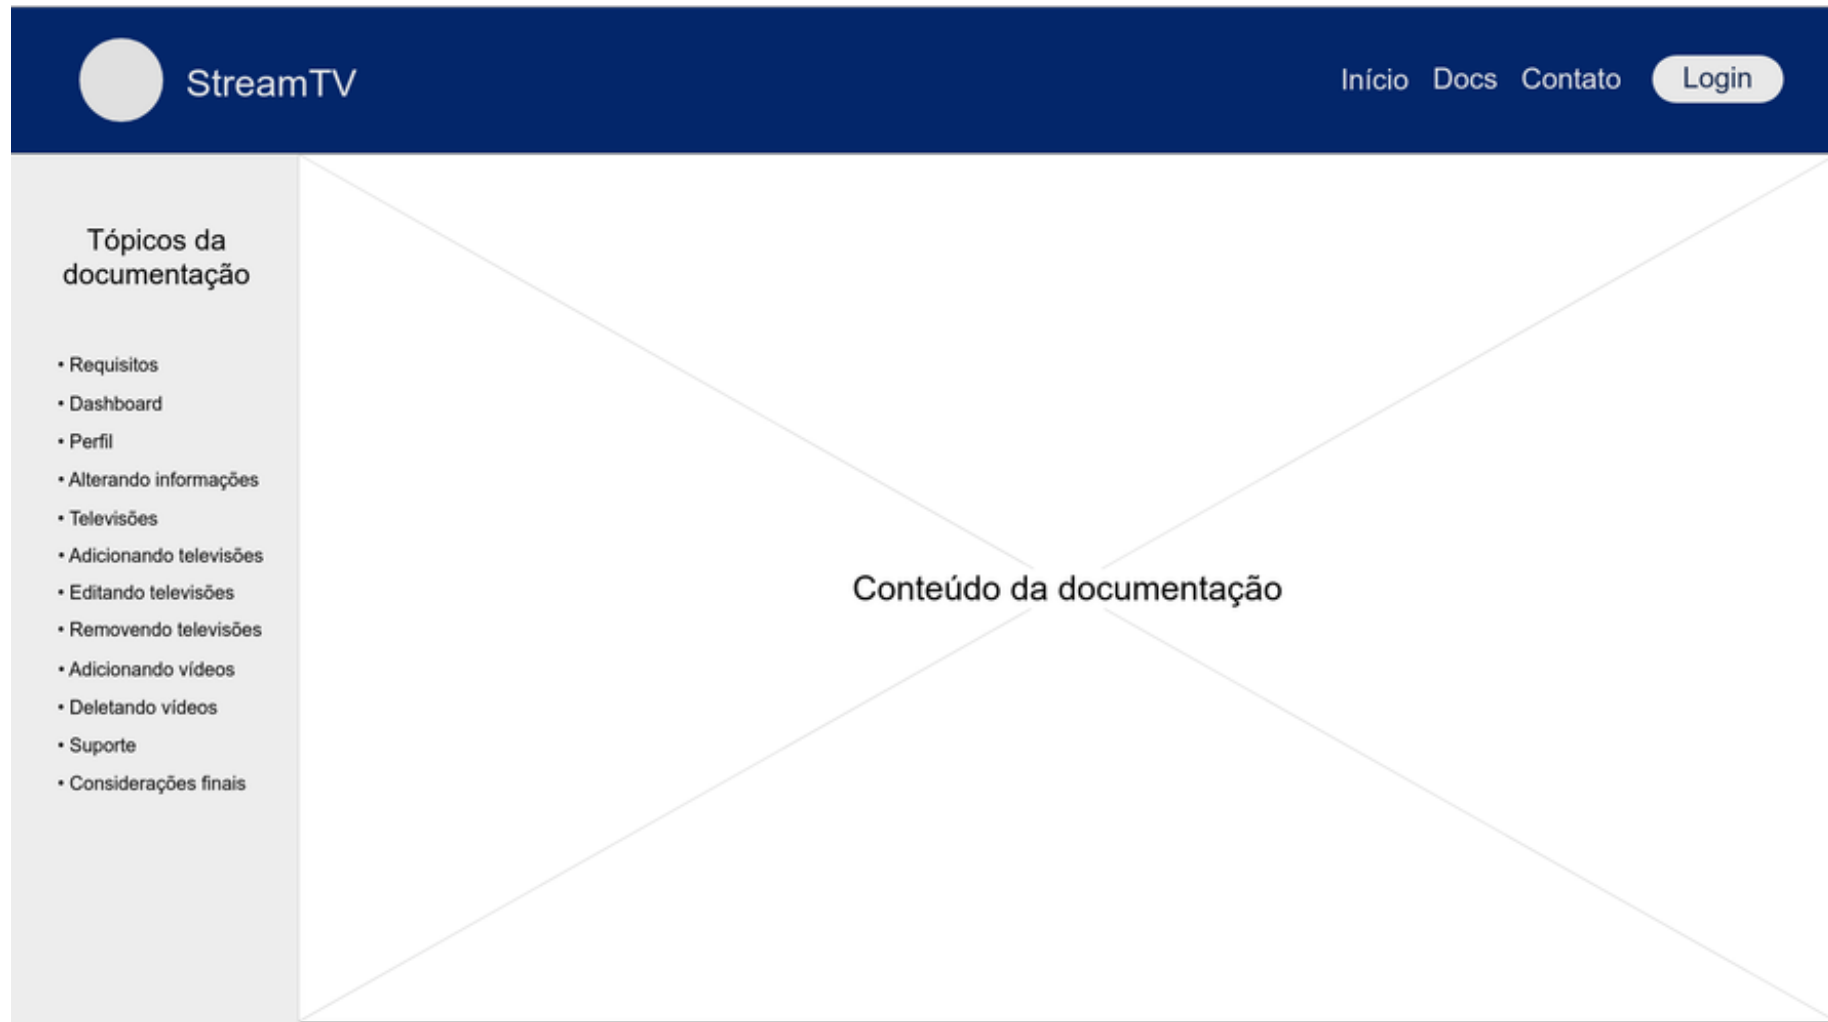 StreamTV
Início Docs Contato Login
Tópicos da
documentação
• Requisitos
• Dashboard
• Perfil
• Alterando informações
• Televisões
• Adicionando televisões
• Editando televisões
• Removendo televisões
• Adicionando vídeos
• Deletando vídeos
• Suporte
• Considerações finais
Conteúdo da documentação